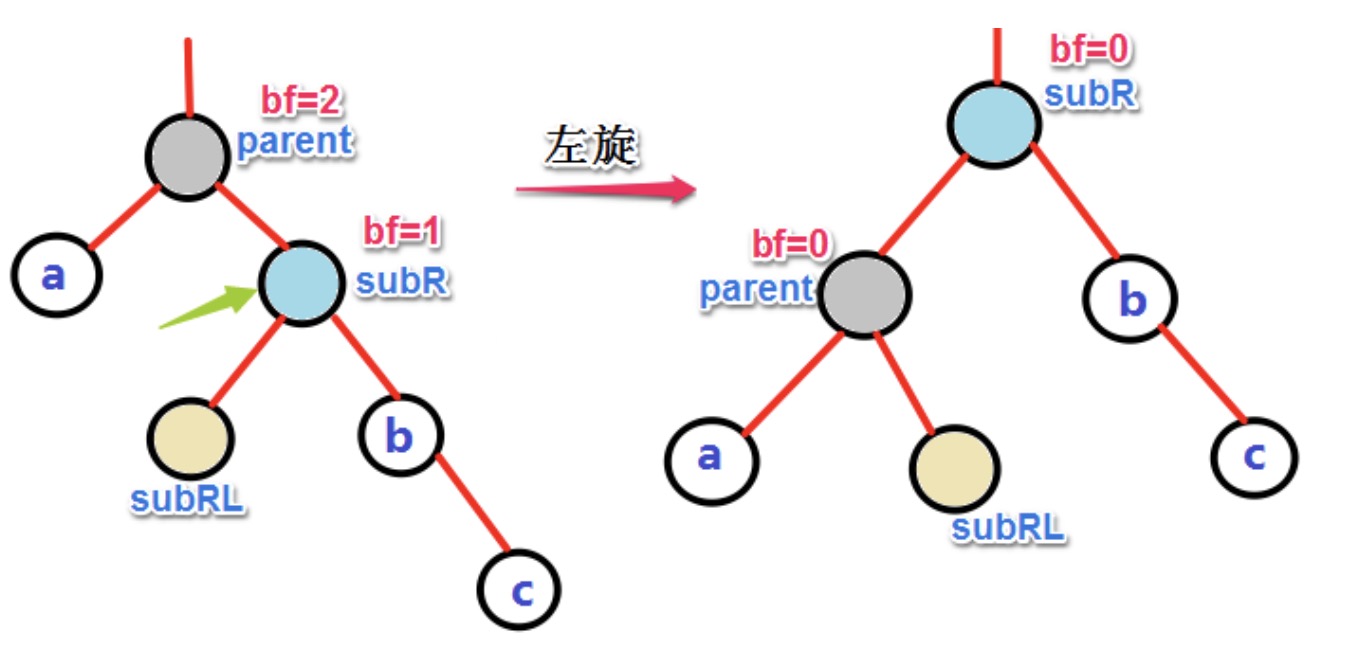 bf=2
parent
a
bf=1
subR
subRL
b
c
左旋
bf=0
subR
bf=0
parent
b
a
subRL
c